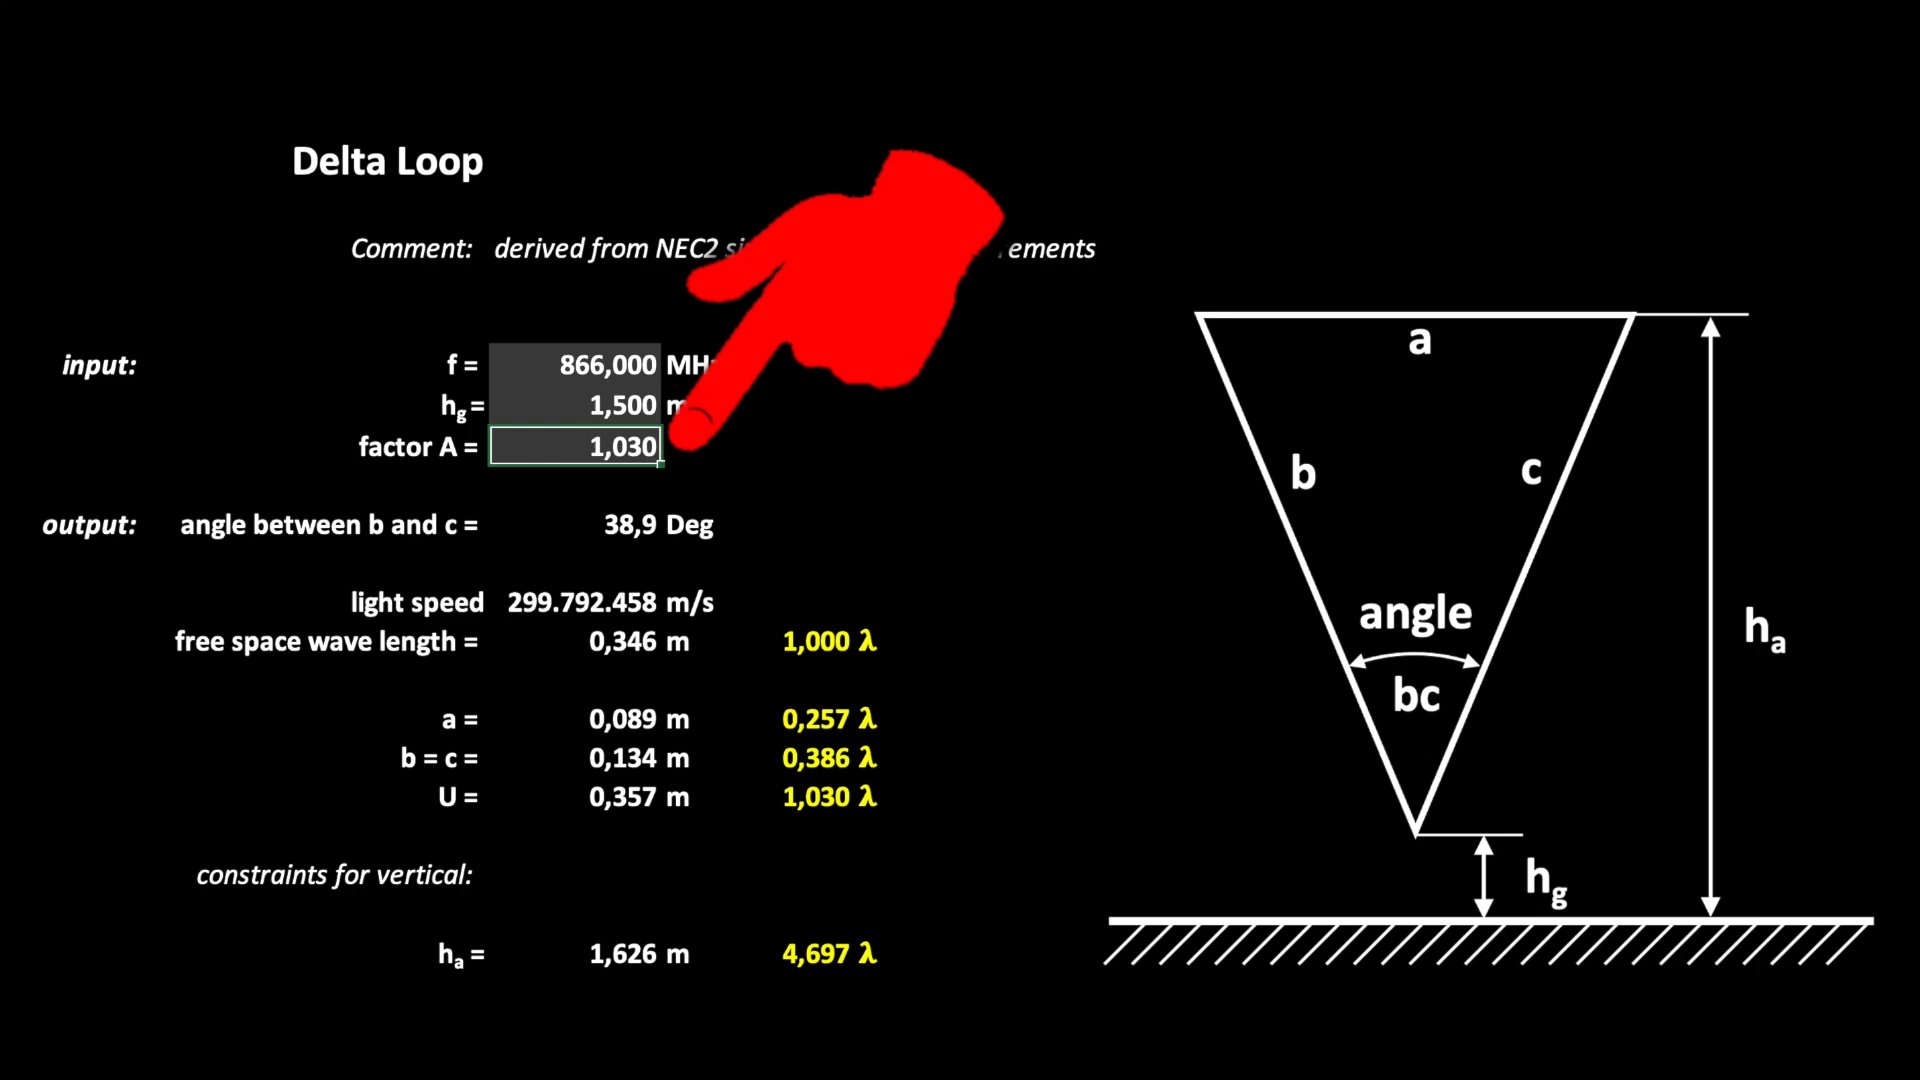 Delta Loop
Comment: derived from NEC2
input: f = 866,000
hg = 1,500 m
factor A = 1,030
output: angle between b and c = 38,9 Deg
light speed 299.792.458 m/s
free space wave length = 0,346 m 1,000 λ
a = 0,089 m 0,257 λ
b = c = 0,134 m 0,386 λ
U = 0,357 m 1,030 λ
constraints for vertical:
ha = 1,626 m 4,697 λ
a
b c
angle
bc
ha
hg